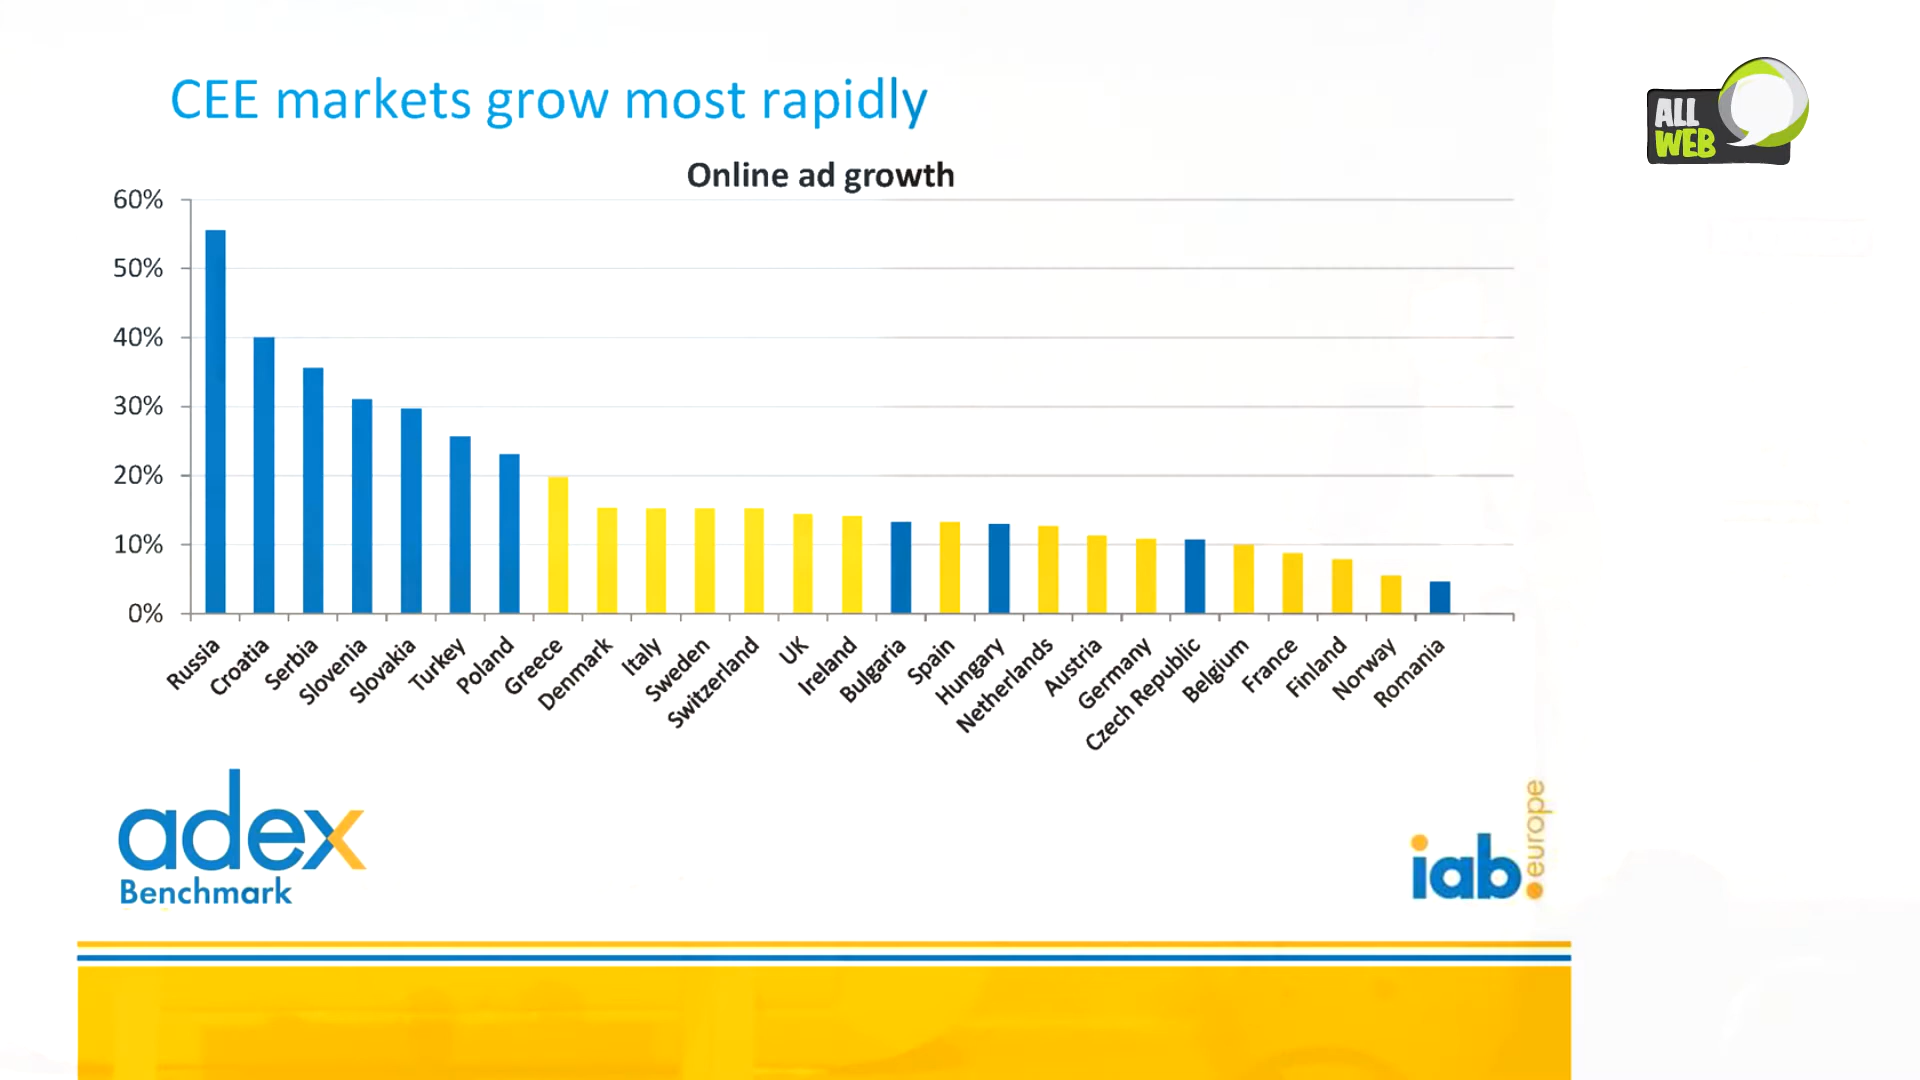 CEE markets grow most rapidly
ALL
WEB
Online ad growth
60%
50%
40%
30%
20%
10%
0%
Russia
Croatia
Serbia
Slovenia
Slovakia
Turkey
Poland
Greece
Denmark
Italy
Sweden
Switzerland
UK
Ireland
Bulgaria
Spain
Hungary
Netherlands
Austria
Germany
Czech Republic
Belgium
France
Finland
Norway
Romania
adex
Benchmark
iab.
europe